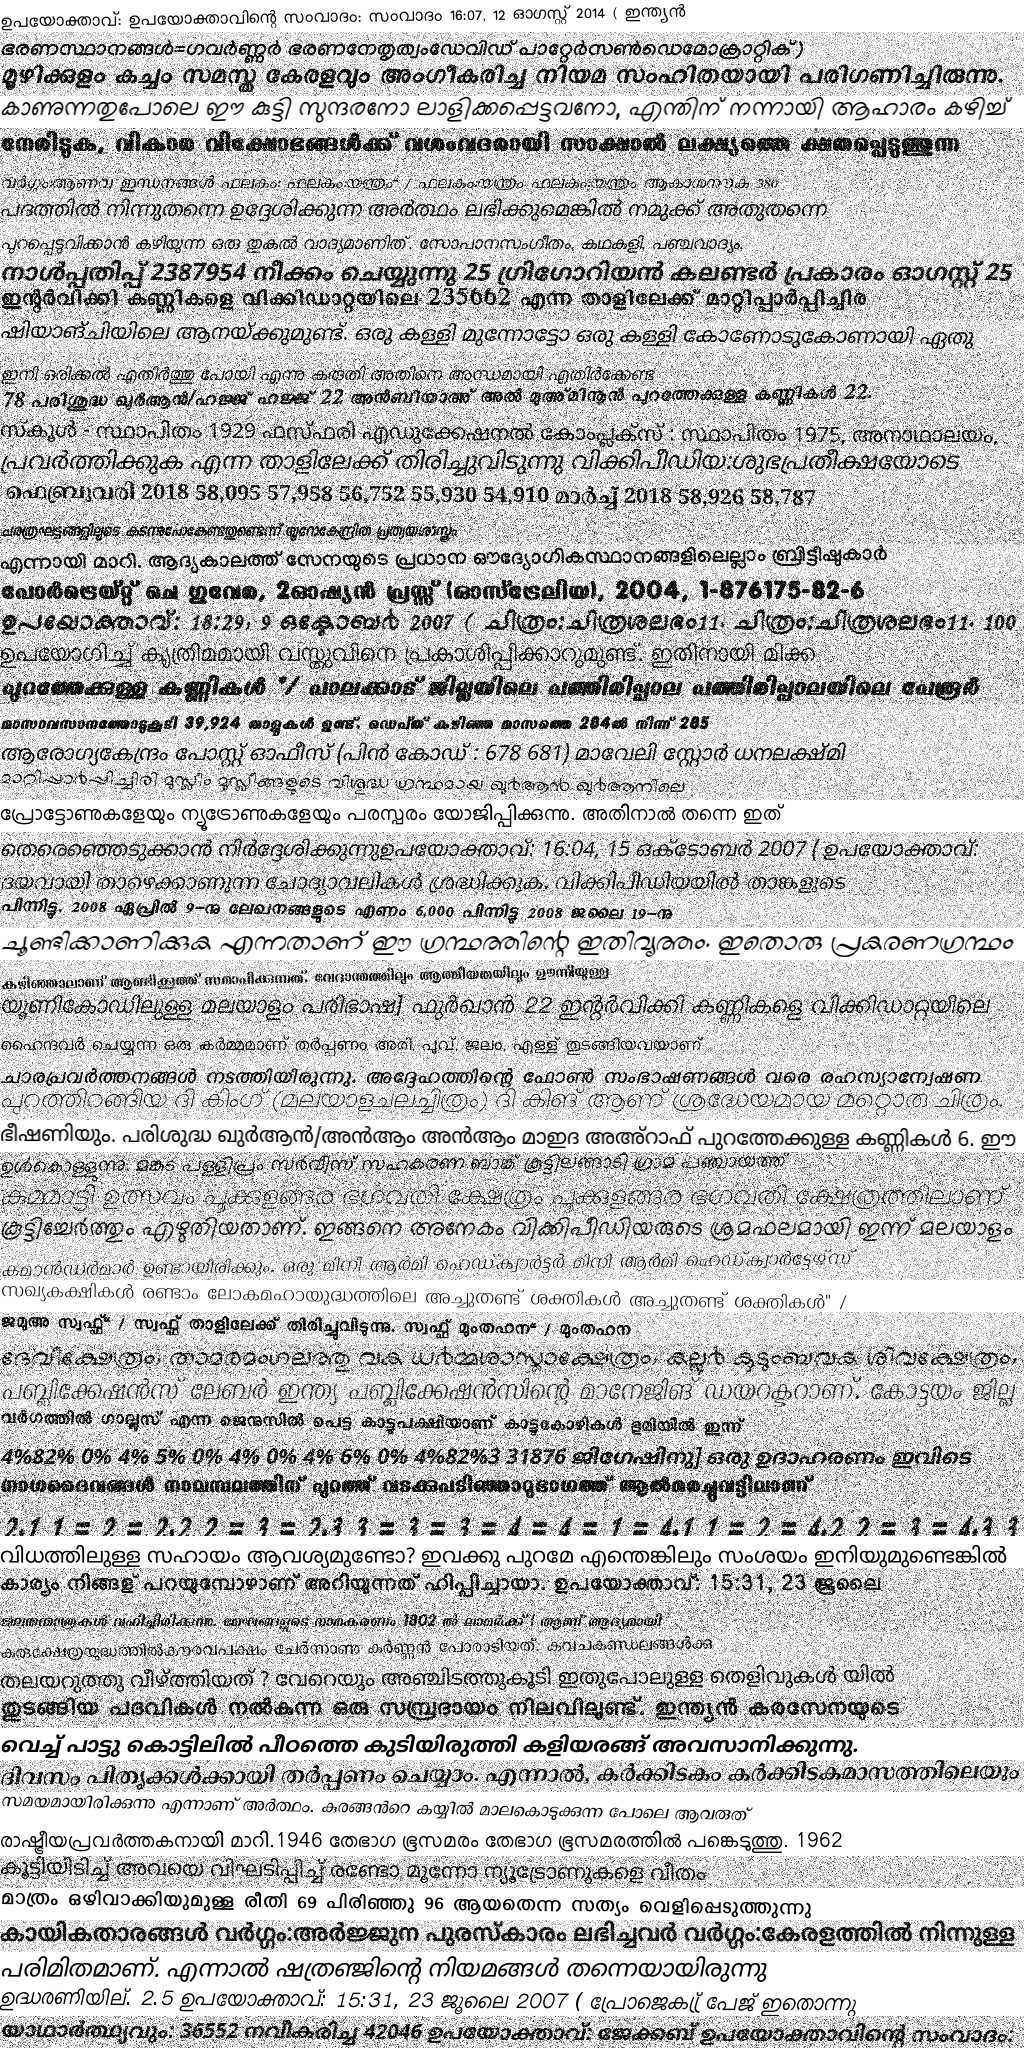 ഉപയോക്താവ്: ഉപയോക്താവിന്റെ സംവാദം: സംവാദം 16:07, 12 ഓഗസ്റ്റ് 2014 ( ഇന്ത്യൻ
ഭരണസ്ഥാനങ്ങൾ=ഗവർണ്ണർ ഭരണനേതൃത്വംഡേവിഡ് പാറ്റേർസൺഡെമോക്രാറ്റിക്)
മൂഴിക്കുളം കച്ചം സമസ്ത കേരളവും അംഗീകരിച്ച നിയമ സംഹിതയായി പരിഗണിച്ചിരുന്നു.
കാണുന്നതുപോലെ ഈ കുട്ടി സുന്ദരനോ ലാളിക്കപ്പെട്ടവനോ, എന്തിന് നന്നായി ആഹാരം കഴിച്ച്
നേരിടുക, വികാര വിക്ഷോഭങ്ങൾക്ക് വശംവദരായി സാക്ഷാൽ ലക്ഷ്യത്തെ ക്ഷതപ്പെടുത്തുന്ന
വർഗ്ഗം:ആണവ ഇന്ധനങ്ങൾ ഫലകം: ഫലകം:യന്ത്രം" / ഫലകം:യന്ത്രം ഫലകം:യന്ത്രം ആകാരനൗക 380
പദത്തിൽ നിന്നുതന്നെ ഉദ്ദേശിക്കുന്ന അർത്ഥം ലഭിക്കുമെങ്കിൽ നമുക്ക് അതുതന്നെ
പുറപ്പെടുവിക്കാൻ കഴിയുന്ന ഒരു തുകൽ വാദ്യമാണിത്. സോപാനസംഗീതം, കഥകളി, പഞ്ചവാദ്യം,
നാൾപ്പതിപ്പ് 2387954 നീക്കം ചെയ്യുന്നു 25 ഗ്രിഗോറിയൻ കലണ്ടർ പ്രകാരം ഓഗസ്റ്റ് 25
ഇന്റർവിക്കി കണ്ണികളെ വിക്കിഡാറ്റയിലെ 235662 എന്ന താളിലേക്ക് മാറ്റിപ്പാർപ്പിച്ചിര
ഷിയാങ്ചിയിലെ ആനയ്ക്കുമുണ്ട്. ഒരു കള്ളി മുന്നോട്ടോ ഒരു കള്ളി കോണോടുകോണായി ഏതു
ഇനി ഒരിക്കൽ എതിർത്തു പോയി എന്നു കരുതി അതിനെ അന്ധമായി എതിർക്കേണ്ട
78 പരിശുദ്ധ ഖുർആൻ/ഹജ്ജ് ഹജ്ജ് 22 അൻബിയാഅ് അൽ മുഅ്മിനൂൻ പുറത്തേക്കുള്ള കണ്ണികൾ 22.
സ്കൂൾ - സ്ഥാപിതം 1929 ഫസ്ഫരി എഡുക്കേഷനൽ കോംപ്ലക്സ് : സ്ഥാപിതം 1975, അനാഥാലയം,
പ്രവർത്തിക്കുക എന്ന താളിലേക്ക് തിരിച്ചുവിടുന്നു വിക്കിപീഡിയ:ശുഭപ്രതീക്ഷയോടെ
ഫെബ്രുവരി 2018 58,095 57,958 56,752 55,930 54,910 മാർച്ച് 2018 58,926 58,787
ചരിത്രഘട്ടങ്ങളിലൂടെ കടന്നുപോകേണ്ടതുണ്ടെന്ന് യൂറോകേന്ദ്രിത പ്രത്യയശാസ്ത്രം
എന്നായി മാറി. ആദ്യകാലത്ത് സേനയുടെ പ്രധാന ഔദ്യോഗികസ്ഥാനങ്ങളിലെല്ലാം ബ്രിട്ടിഷുകാർ
പോർട്രെയ്റ്റ് ചെ ഗുവേര, 2ഓഷ്യൻ പ്രസ്സ് (ഓസ്ട്രേലിയ), 2004, 1-876175-82-6
ഉപയോക്താവ്: 18:29, 9 ഒക്ടോബർ 2007 ( ചിത്രം:ചിത്രശലഭം11. ചിത്രം:ചിത്രശലഭം11. 100
ഉപയോഗിച്ച് ക്യത്രിമമായി വസ്തുവിനെ പ്രകാശിപ്പിക്കാറുമുണ്ട്. ഇതിനായി മിക്ക
പുറത്തേക്കുള്ള കണ്ണികൾ "/ പാലക്കാട് ജില്ലയിലെ പത്തിരിപ്പാല പത്തിരിപ്പാലയിലെ പേരൂർ
മാസാവസാനത്തോടുകൂടി 39,924 താളുകൾ ഉണ്ട്. ഡെപ്ത് കഴിഞ്ഞ മാസത്തെ 284ൽ നിന്ന് 285
ആരോഗ്യകേന്ദ്രം പോസ്റ്റ് ഓഫീസ് (പിൻ കോഡ് : 678 681) മാവേലി സ്റ്റോർ ധനലക്ഷ്മി
മാറ്റിപ്പാർപ്പിച്ചിരി മുസ്ലീം മുസ്ലീങ്ങളുടെ വിശുദ്ധ ഗ്രന്ഥമായ ഖുർആൻ ഖുർആനിലെ
പ്രോട്ടോണുകളേയും ന്യൂട്രോണുകളേയും പരസ്പരം യോജിപ്പിക്കുന്നു. അതിനാൽ തന്നെ ഇത്
തെരെഞ്ഞെടുക്കാൻ നിർദ്ദേശിക്കുന്നുഉപയോക്താവ്: 16:04, 15 ഒക്ടോബർ 2007 ( ഉപയോക്താവ്:
ദയവായി താഴെക്കാണുന്ന ചോദ്യാവലികൾ ശ്രദ്ധിക്കുക. വിക്കിപീഡിയയിൽ താങ്കളുടെ
പിന്നിട്ടു. 2008 ഏപ്രിൽ 9-നു ലേഖനങ്ങളുടെ എണം 6,000 പിന്നിട്ടു 2008 ജൂലൈ 19-നു
ചൂണ്ടിക്കാണിക്കുക എന്നതാണ് ഈ ഗ്രന്ഥത്തിന്റെ ഇതിവൃത്തം. ഇതൊരു പ്രകരണഗ്രന്ഥം
കഴിഞ്ഞാലാണ് ആണ്ടിക്കൂത്ത് സമാപിക്കുന്നത്. വേദാന്തത്തിലും ആത്മീയതയിലും ഊന്നിയുള്ള
യൂണികോഡിലുള്ള മലയാളം പരിഭാഷ] ഫുർഖാൻ 22 ഇന്റർവിക്കി കണ്ണികളെ വിക്കിഡാറ്റയിലെ
ഹൈന്ദവർ ചെയ്യുന്ന ഒരു കർമ്മമാണ് തർപ്പണം. അരി, പൂവ്, ജലം, എള്ള് തുടങ്ങിയവയാണ്
ചാരപ്രവർത്തനങ്ങൾ നടത്തിയിരുന്നു. അദ്ദേഹത്തിന്റെ ഫോൺ സംഭാഷണങ്ങൾ വരെ രഹസ്യാന്വേഷണ
പുറത്തിറങ്ങിയ ദി കിംഗ് (മലയാളചലച്ചിത്രം) ദി കിങ് ആണ് ശ്രദ്ധേയമായ മറ്റൊരു ചിത്രം.
ഭീഷണിയും. പരിശുദ്ധ ഖുർആൻ/അൻആം അൻആം മാഇദ അഅ്റാഫ് പുറത്തേക്കുള്ള കണ്ണികൾ 6. ഈ
ഉൾകൊള്ളുന്നു. മങ്കട പള്ളിപ്രം സർവീസ് സഹകരണ ബാങ്ക് കൂട്ടിലങ്ങാടി ഗ്രാമ പഞ്ചായത്ത്
കുമ്മാട്ടി ഉത്സവം പൂക്കുളങ്ങര ഭഗവതി ക്ഷേത്രം പൂക്കുളങ്ങര ഭഗവതി ക്ഷേത്രത്തിലാണ്
കൂട്ടിച്ചേർത്തും എഴുതിയതാണ്. ഇങ്ങനെ അനേകം വിക്കിപീഡിയരുടെ ശ്രമഫലമായി ഇന്ന് മലയാളം
കമാൻഡർമാർ ഉണ്ടായിരിക്കും. ഒരു മിനി ആർമി ഹെഡ്ക്വാർട്ടർ മിനി ആർമി ഹെഡ്ക്വാർട്ടേഴ്സ്
സഖ്യകക്ഷികൾ രണ്ടാം ലോകമഹായുദ്ധത്തിലെ അച്ചുതണ്ട് ശക്തികൾ അച്ചുതണ്ട് ശക്തികൾ" /
ജമുഅ സ്വഫ്ഫ്" / സ്വഫ്ഫ് താളിലേക്ക് തിരിച്ചുവിടുന്നു. സ്വഫ്ഫ് മുംതഹന" / മുംതഹന
ദേവീക്ഷേത്രം, താമരമംഗലത്തു വക ധർമ്മശാസ്താക്ഷേത്രം, കല്ലൂർ കുടുംബവക ശിവക്ഷേത്രം,
പബ്ലിക്കേഷൻസ് ലേബർ ഇന്ത്യ പബ്ലിക്കേഷൻസിന്റെ മാനേജിങ് ഡയറക്ടറാണ്. കോട്ടയം ജില്ല
വർഗത്തിൽ ഗാല്ലസ് എന്ന ജെനുസിൽ പെട്ട കാട്ടുപക്ഷിയാണ് കാട്ടുകോഴികൾ ഭൂമിയിൽ ഇന്ന്
4%82% 0% 4% 5% 0% 4% 0% 4% 6% 0% 4%82%3 31876 ജിഗേഷിനു] ഒരു ഉദാഹരണം ഇവിടെ
നാഗദൈവങ്ങൾ നാലമ്പലത്തിന് പുറത്ത് വടക്കുപടിഞ്ഞാറുഭാഗത്ത് ആൽമരച്ചുവട്ടിലാണ്
2.1 1 = 2 = 2.2 2 = 3 = 2.3 3 = 3 = 3 = 4 = 4 = 1 = 4.1 1 = 2 = 4.2 2 = 3 = 4.3 3
വിധത്തിലുള്ള സഹായം ആവശ്യമുണ്ടോ? ഇവക്കു പുറമേ എന്തെങ്കിലും സംശയം ഇനിയുമുണ്ടെങ്കിൽ
കാര്യം നിങ്ങള് പറയുമ്പോഴാണ് അറിയുന്നത് ഹിപ്പിച്ചായാ. ഉപയോക്താവ്: 15:31, 23 ജൂലൈ
ജലതന്മാത്രകൾ വഹിച്ചിരിക്കുന്നു. മേഘങ്ങളുടെ നാമകരണം 1802 ൽ ലാമർക്ക് ( ആണ് ആദ്യമായി
കുരുക്ഷേത്രയുദ്ധത്തിൽകൗരവപക്ഷം ചേർന്നാണു കർണ്ണൻ പോരാടിയത്. കവചകുണ്ഡലങ്ങൾക്കു
തലയറുത്തു വീഴ്ത്തിയത് ? വേറെയും അഞ്ചിടത്തുകൂടി ഇതുപോലുള്ള തെളിവുകൾ യിൽ
തുടങ്ങിയ പദവികൾ നൽകുന്ന ഒരു സമ്പ്രദായം നിലവിലുണ്ട്. ഇന്ത്യൻ കരസേനയുടെ
വെച്ച് പാട്ടു കൊട്ടിലിൽ പീഠത്തെ കുടിയിരുത്തി കളിയരങ്ങ് അവസാനിക്കുന്നു.
ദിവസം പിതൃക്കൾക്കായി തർപ്പണം ചെയ്യാം. എന്നാൽ, കർക്കിടകം കർക്കിടകമാസത്തിലെയും
സമയമായിരിക്കുന്നു എന്നാണ് അർത്ഥം. കുരങ്ങൻറെ കയ്യിൽ മാലകൊടുക്കുന്ന പോലെ ആവരുത്
രാഷ്ട്രീയപ്രവർത്തകനായി മാറി.1946 തേഭാഗ ഭൂസമരം തേഭാഗ ഭൂസമരത്തിൽ പങ്കെടുത്തു. 1962
കൂട്ടിയിടിച്ച് അവയെ വിഘടിപ്പിച്ച് രണ്ടോ മൂന്നോ ന്യൂട്രോണുകളെ വീതം
മാത്രം ഒഴിവാക്കിയുമുള്ള രീതി 69 പിരിഞ്ഞു 96 ആയതെന്ന സത്യം വെളിപ്പെടുത്തുന്നു
കായികതാരങ്ങൾ വർഗ്ഗം:അർജ്ജുന പുരസ്കാരം ലഭിച്ചവർ വർഗ്ഗം:കേരളത്തിൽ നിന്നുള്ള
പരിമിതമാണ്. എന്നാൽ ഷത്രഞ്ജിന്റെ നിയമങ്ങൾ തന്നെയായിരുന്നു
ഉദ്ധരണിയില്. 2.5 ഉപയോക്താവ്: 15:31, 23 ജൂലൈ 2007 ( പ്രോജെകt്ര് പേജ് ഇതൊന്നു
യാഥാർത്ഥ്യവും: 36552 നവീകരിച്ച 42046 ഉപയോക്താവ്: ജേക്കബ് ഉപയോക്താവിന്റെ സംവാദം: